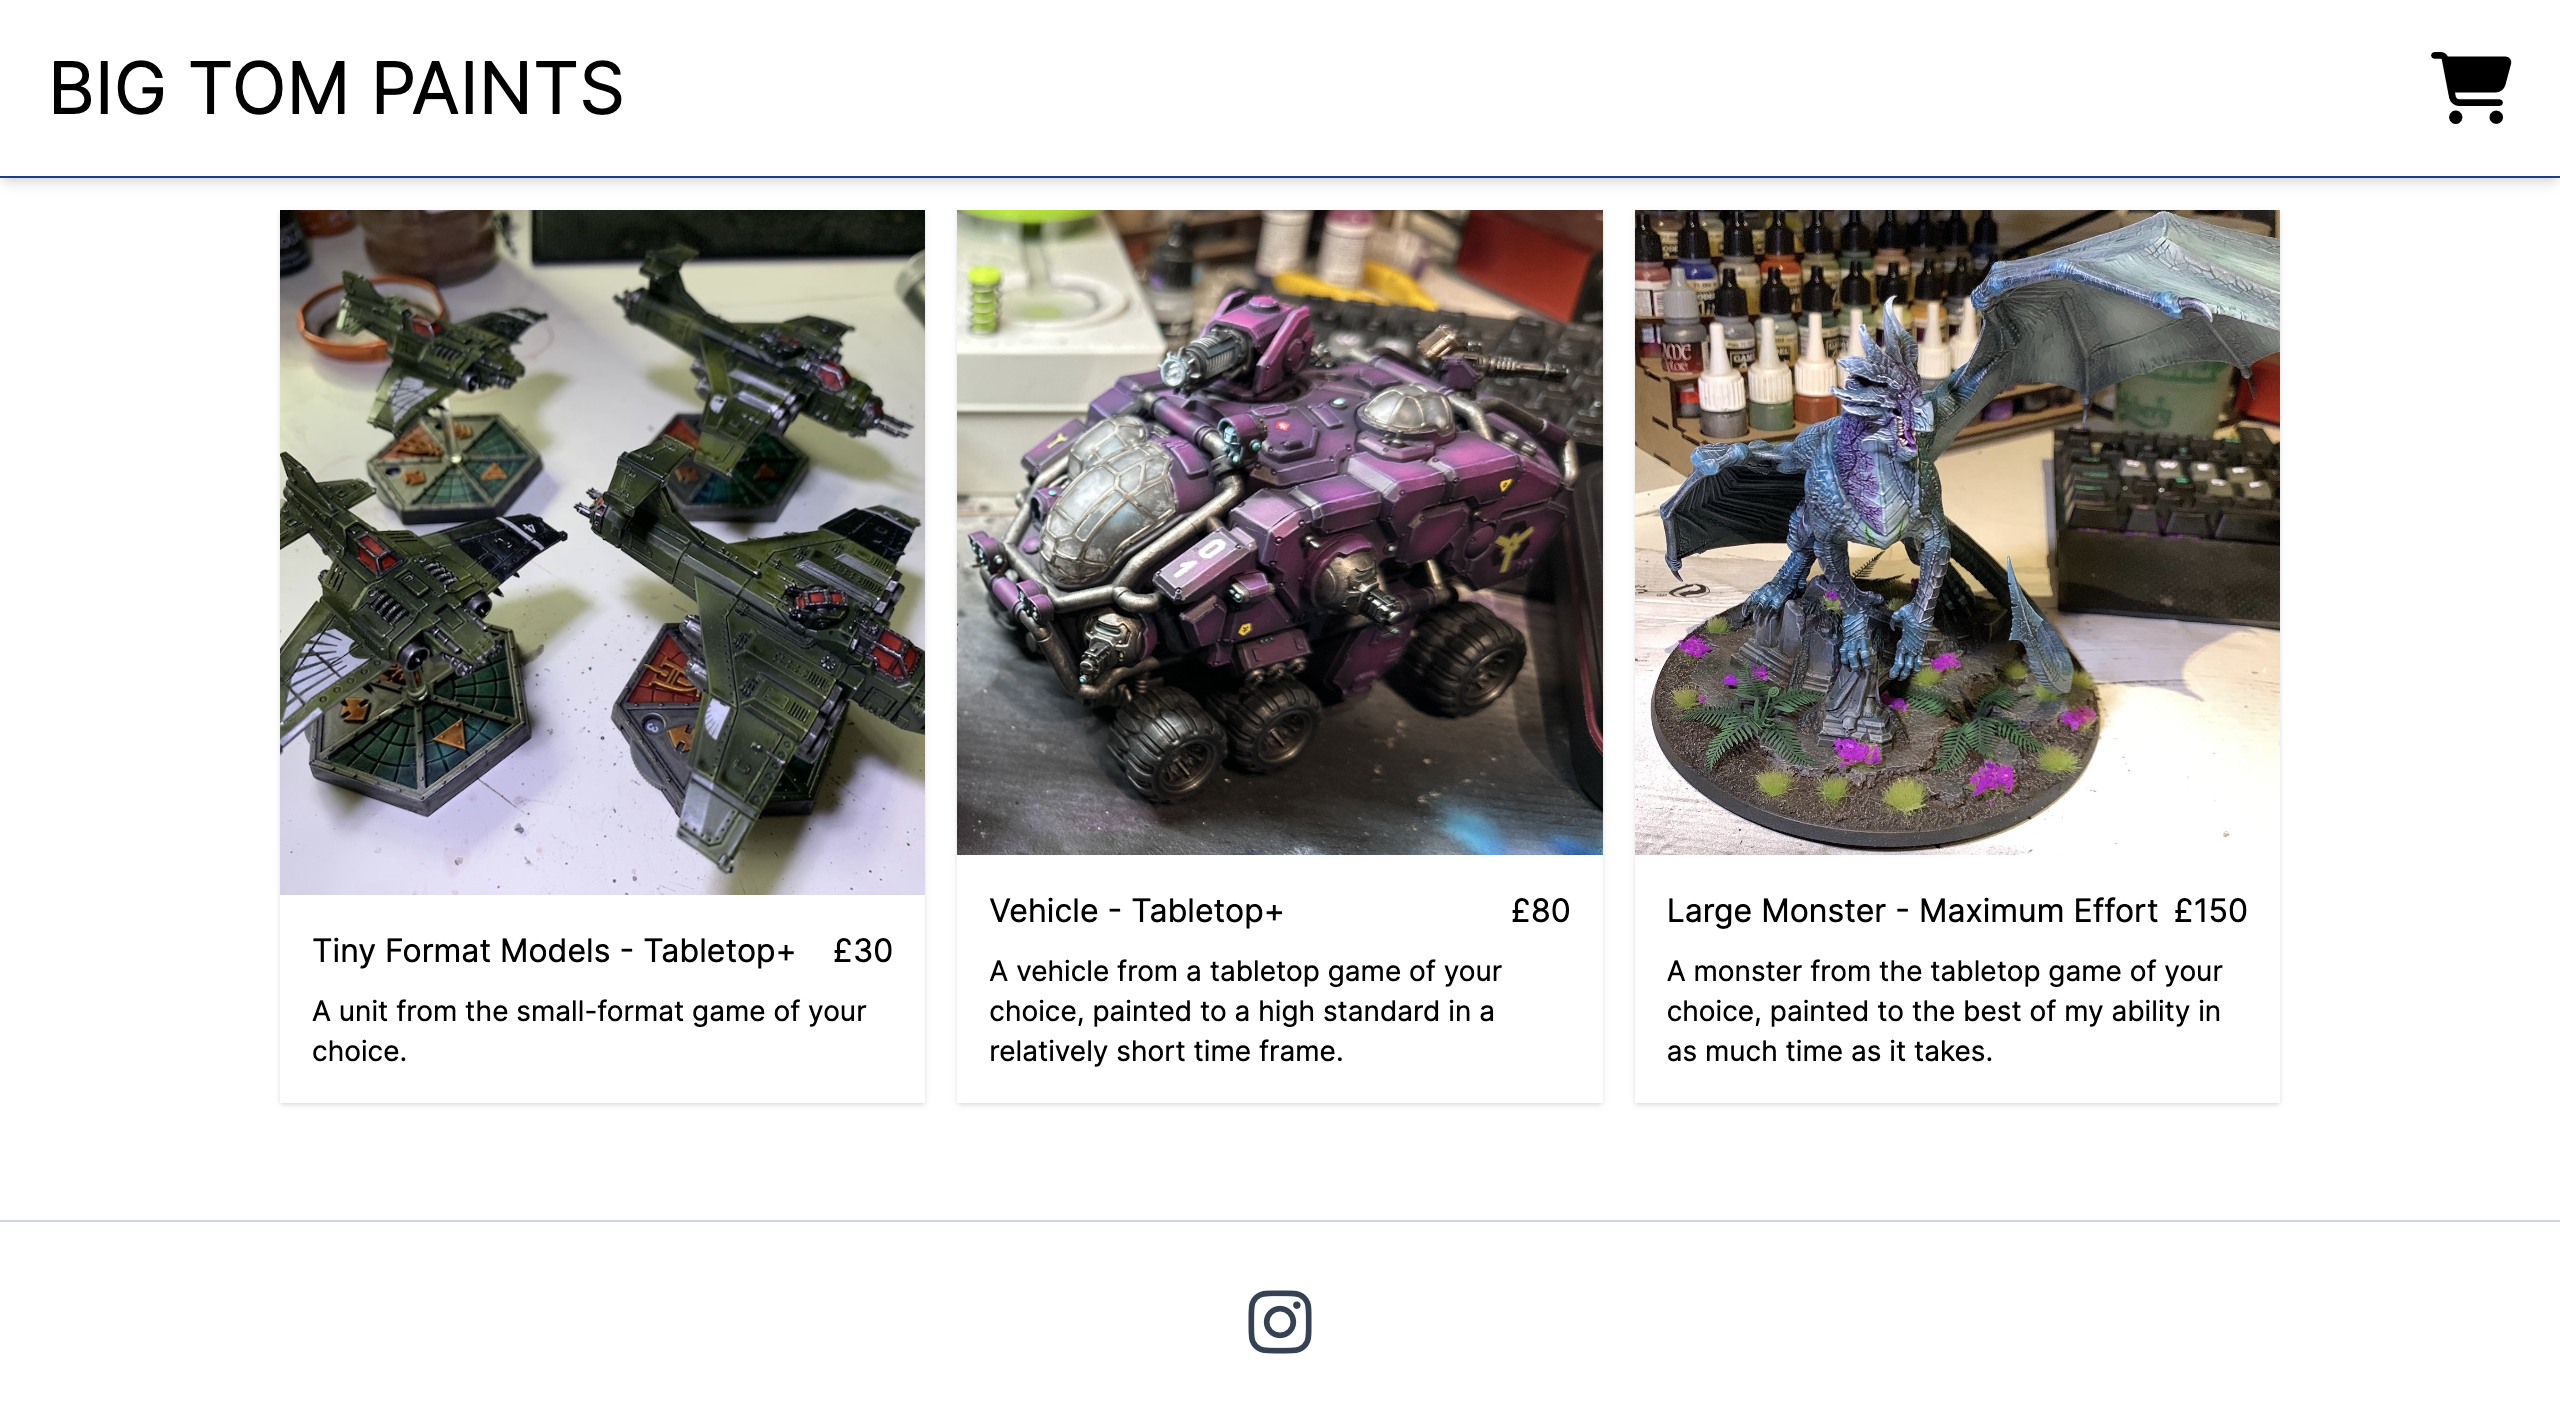 BIG TOM PAINTS
Tiny Format Models - Tabletop+ £30
A unit from the small-format game of your
choice.
Vehicle - Tabletop+ £80
A vehicle from a tabletop game of your
choice, painted to a high standard in a
relatively short time frame.
Large Monster - Maximum Effort £150
A monster from the tabletop game of your
choice, painted to the best of my ability in
as much time as it takes.
0
1